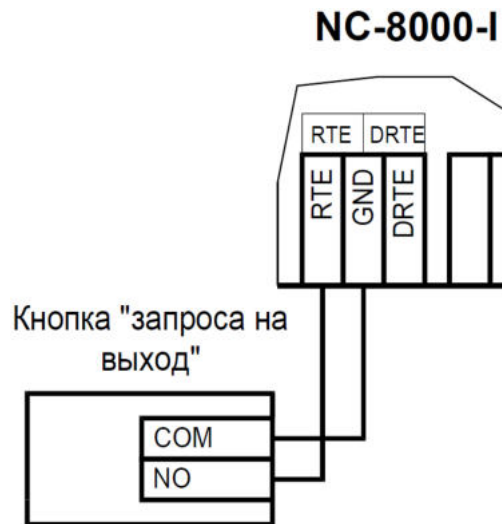 NC-8000-I
RTE DRTE
RTE GND DRTE
Кнопка "запроса на
выход"
COM
NO